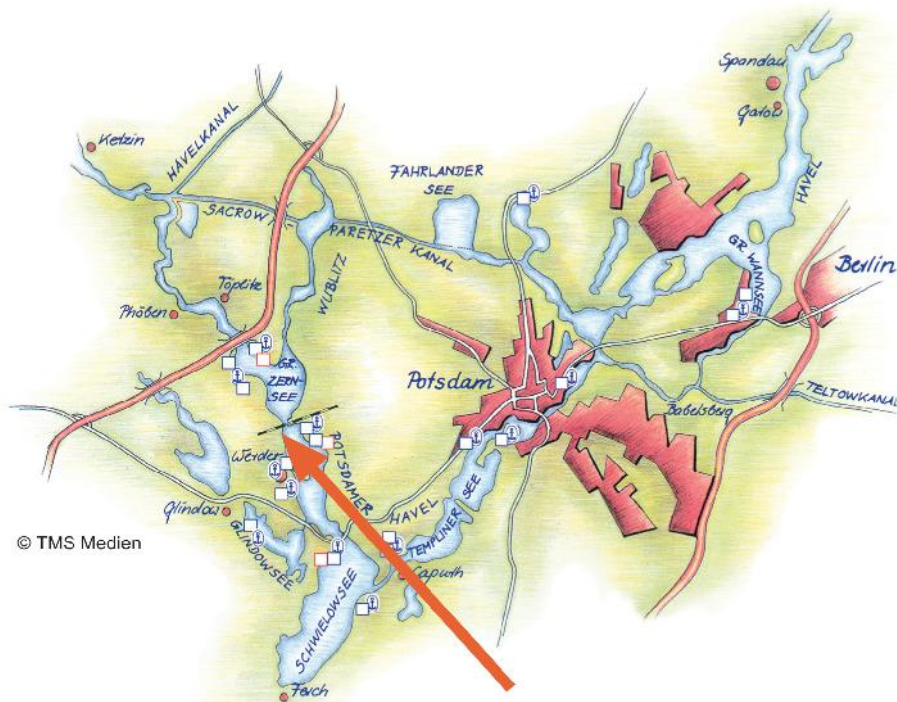 Spandau
Gatow
Ketzin
HAVELKANAL
FAHRLANDER
SEE
HAVEL
SACROW
PARETZER KANAL
GR. WANNSEE
Berlin
WUBLITZ
Töplitz
Phöben
GR.
ZERN-
SEE
Potsdam
TELTOWKANAL
Babelsberg
Werder
POTSDAMER
HAVEL
Glindow
GLINDOWSEE
TEMPLINER
SEE
© TMS Medien
Caputh
SCHWIELOWSEE
Ferch